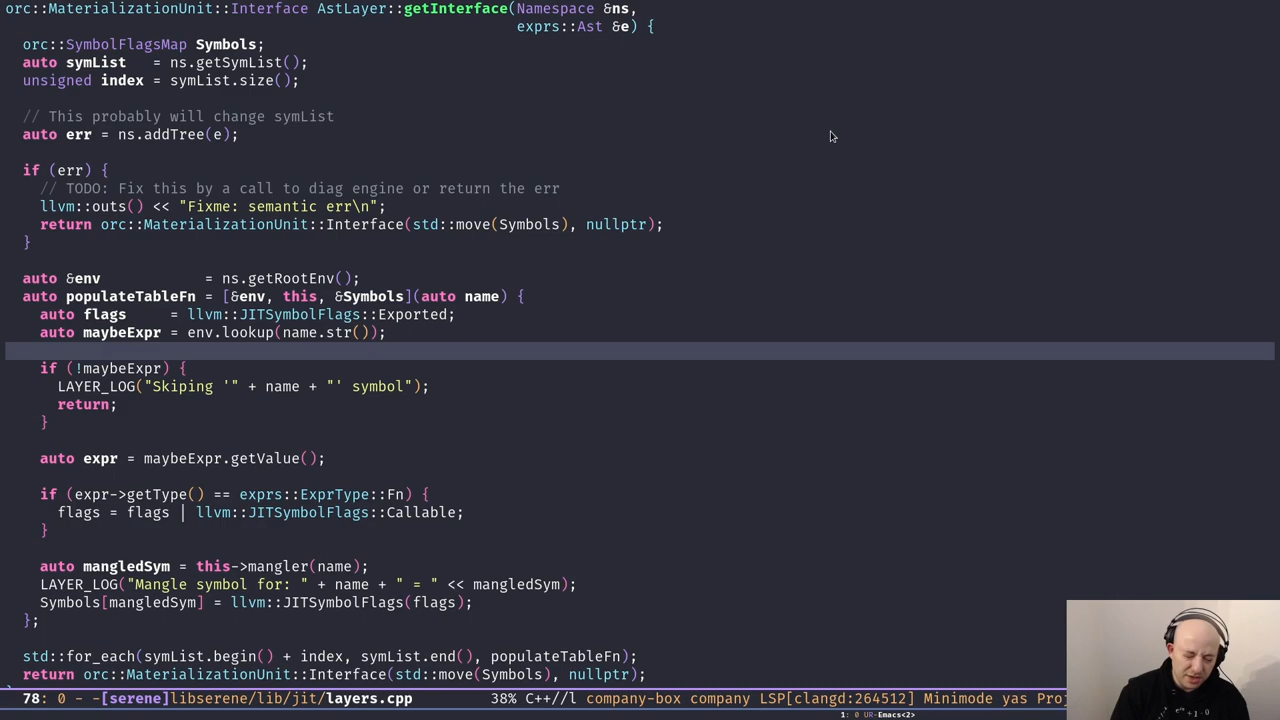 orc::MaterializationUnit::Interface AstLayer::getInterface(Namespace &ns,
exprs::Ast &e) {
orc::SymbolFlagsMap Symbols;
auto symList   = ns.getSymList();
unsigned index = symList.size();
// This probably will change symList
auto err = ns.addTree(e);
if (err) {
// TODO: Fix this by a call to diag engine or return the err
llvm::outs() << "Fixme: semantic err\n";
return orc::MaterializationUnit::Interface(std::move(Symbols), nullptr);
}
auto &env            = ns.getRootEnv();
auto populateTableFn = [&env, this, &Symbols](auto name) {
auto flags     = llvm::JITSymbolFlags::Exported;
auto maybeExpr = env.lookup(name.str());
if (!maybeExpr) {
LAYER_LOG("Skiping '" + name + "' symbol");
return;
}
auto expr = maybeExpr.getValue();
if (expr->getType() == exprs::ExprType::Fn) {
flags = flags | llvm::JITSymbolFlags::Callable;
}
auto mangledSym = this->mangler(name);
LAYER_LOG("Mangle symbol for: " + name + " = " << mangledSym);
Symbols[mangledSym] = llvm::JITSymbolFlags(flags);
};
std::for_each(symList.begin() + index, symList.end(), populateTableFn);
return orc::MaterializationUnit::Interface(std::move(Symbols), nullptr);
78: 0 - -[serene]libserene/lib/jit/layers.cpp 38% C++//l company-box company LSP[clangd:264512] Minimode yas Pro
1: 0 UR-Emacs<2>